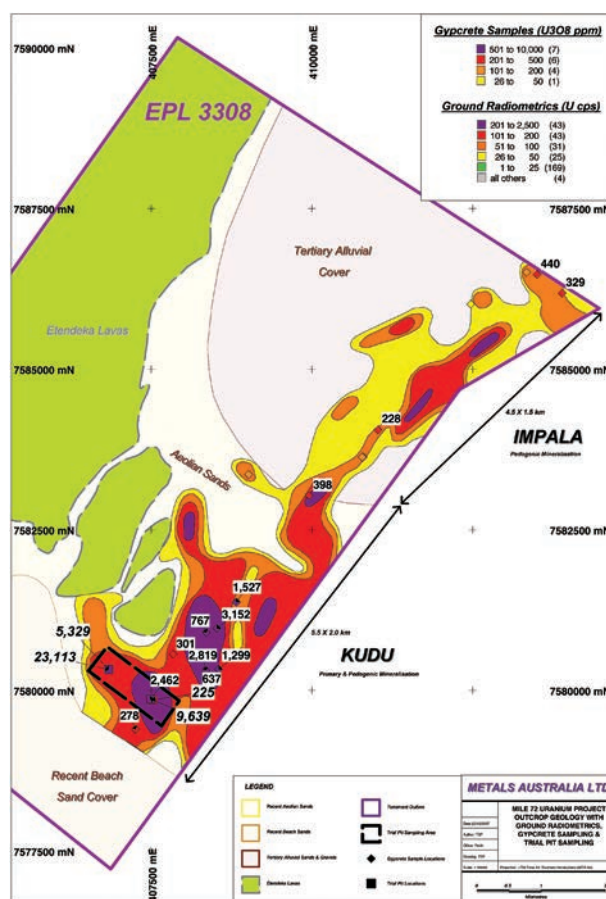 407500 mE
410000 mE
7590000 mN
Gypcrete Samples (U3O8 ppm)
501 to 10,000 (7)
201 to 500 (6)
101 to 200 (4)
26 to 50 (1)
Ground Radiometrics (U cps)
201 to 2,500 (43)
101 to 200 (43)
51 to 100 (31)
26 to 50 (25)
1 to 25 (169)
all others (4)
EPL 3308
7587500 mN
7587500 mN
Tertiary Alluvial
Cover
440
329
Etendeka Lavas
7585000 mN
7585000 mN
4.5 X 1.5 km
228
IMPALA
Pedogenic Mineralisation
Aeolian Sands
398
7582500 mN
7582500 mN
1,527
767
3,152
5.5 X 2.0 km
5,329
301
2,819
1,299
KUDU
Primary & Pedogenic Mineralisation
23,113
2,462
637
225
7580000 mN
7580000 mN
278
9,639
Recent Beach
Sand Cover
LEGEND
Recent Aeolian Sands
Recent Beach Sands
Tertiary Alluvial Sands & Gravels
Etendeka Lavas
Tenement Outline
Trial Pit Sampling Area
Gypcrete Sample Locations
Trial Pit Locations
METALS AUSTRALIA LTD
MILE 72 URANIUM PROJECT
OUTCROP GEOLOGY WITH
GROUND RADIOMETRICS,
GYPCRETE SAMPLING &
TRIAL PIT SAMPLING
7577500 mN
407500 mE